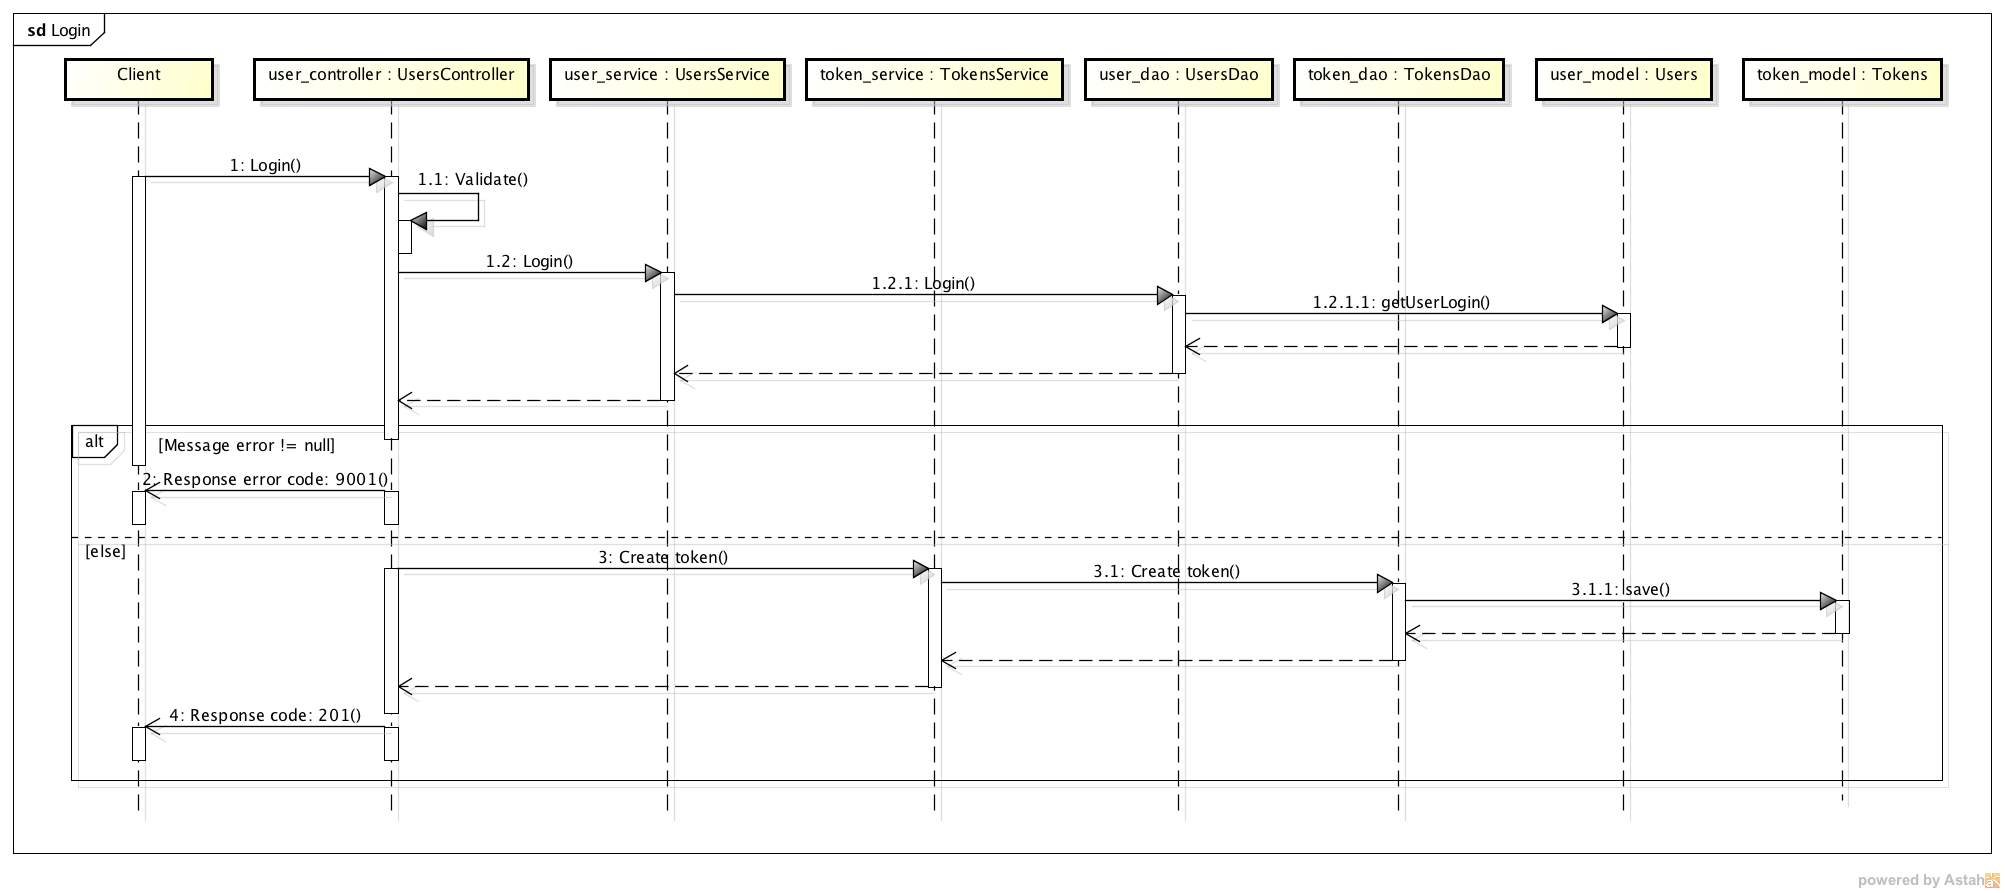 sd Login
Client
user_controller : UsersController
user_service : UsersService
token_service : TokensService
user_dao : UsersDao
token_dao : TokensDao
user_model : Users
token_model : Tokens
1: Login()
1.1: Validate()
1.2: Login()
1.2.1: Login()
1.2.1.1: getUserLogin()
alt
[Message error != null]
2: Response error code: 9001()
[else]
3: Create token()
3.1: Create token()
3.1.1: save()
4: Response code: 201()
powered by Astah